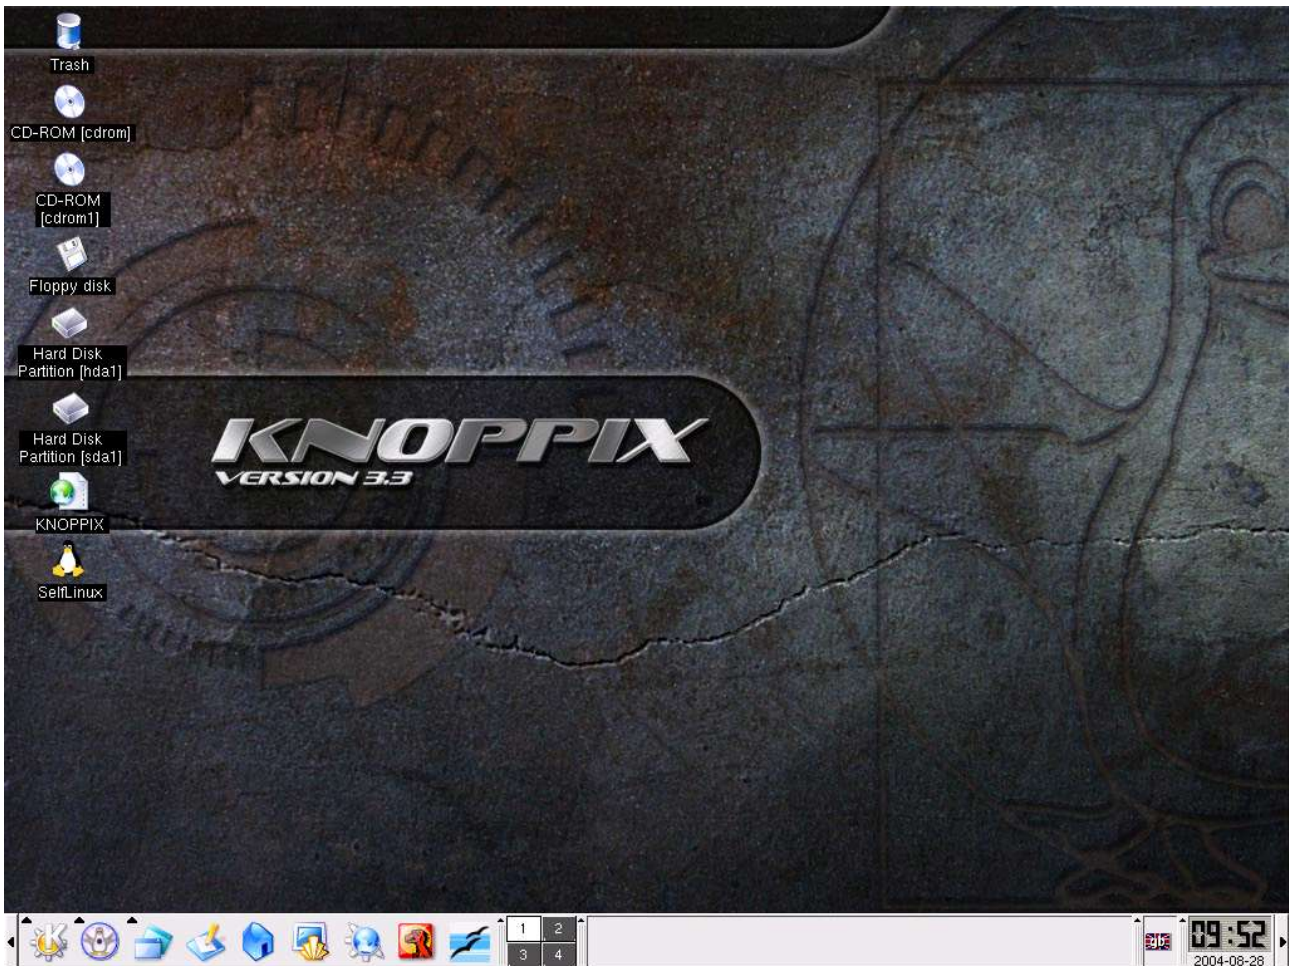 Trash
CD-ROM [cdrom]
CD-ROM
[cdrom1]
Floppy disk
Hard Disk
Partition [hda1]
Hard Disk
Partition [sda1]
KNOPPIX
SelfLinux
KNOPPIX
VERSION 3.3
1 2
3 4
gb
09:52
2004-08-28